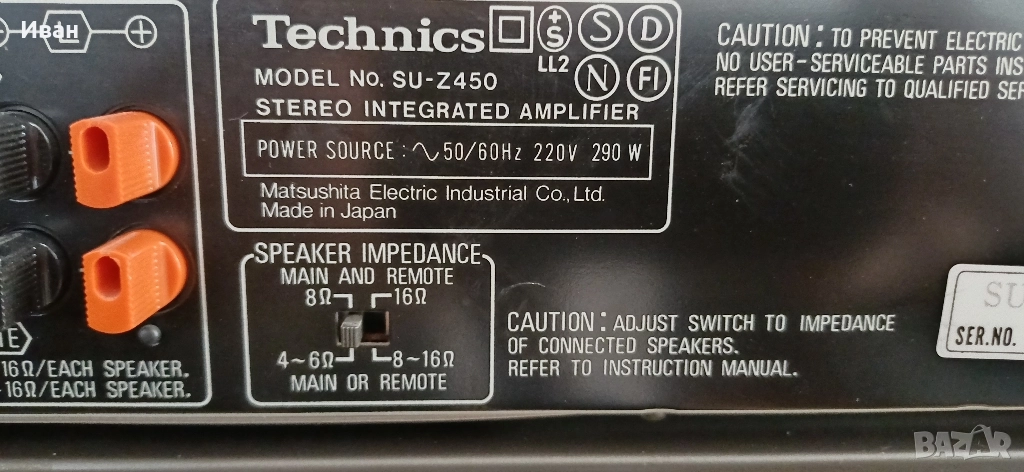 Иван
Technics
+S
S
D
LL2
N
FI
MODEL No. SU-Z450
STEREO INTEGRATED AMPLIFIER
POWER SOURCE : ∿ 50/60Hz 220V 290 W
Matsushita Electric Industrial Co., Ltd.
Made in Japan
CAUTION : TO PREVENT ELECTRIC
NO USER-SERVICEABLE PARTS INS
REFER SERVICING TO QUALIFIED SER
SPEAKER IMPEDANCE
MAIN AND REMOTE
8Ω 16Ω
4~6Ω 8~16Ω
MAIN OR REMOTE
CAUTION : ADJUST SWITCH TO IMPEDANCE
OF CONNECTED SPEAKERS.
REFER TO INSTRUCTION MANUAL.
16Ω/EACH SPEAKER.
16Ω/EACH SPEAKER.
SU
SER.NO.
BAZAR